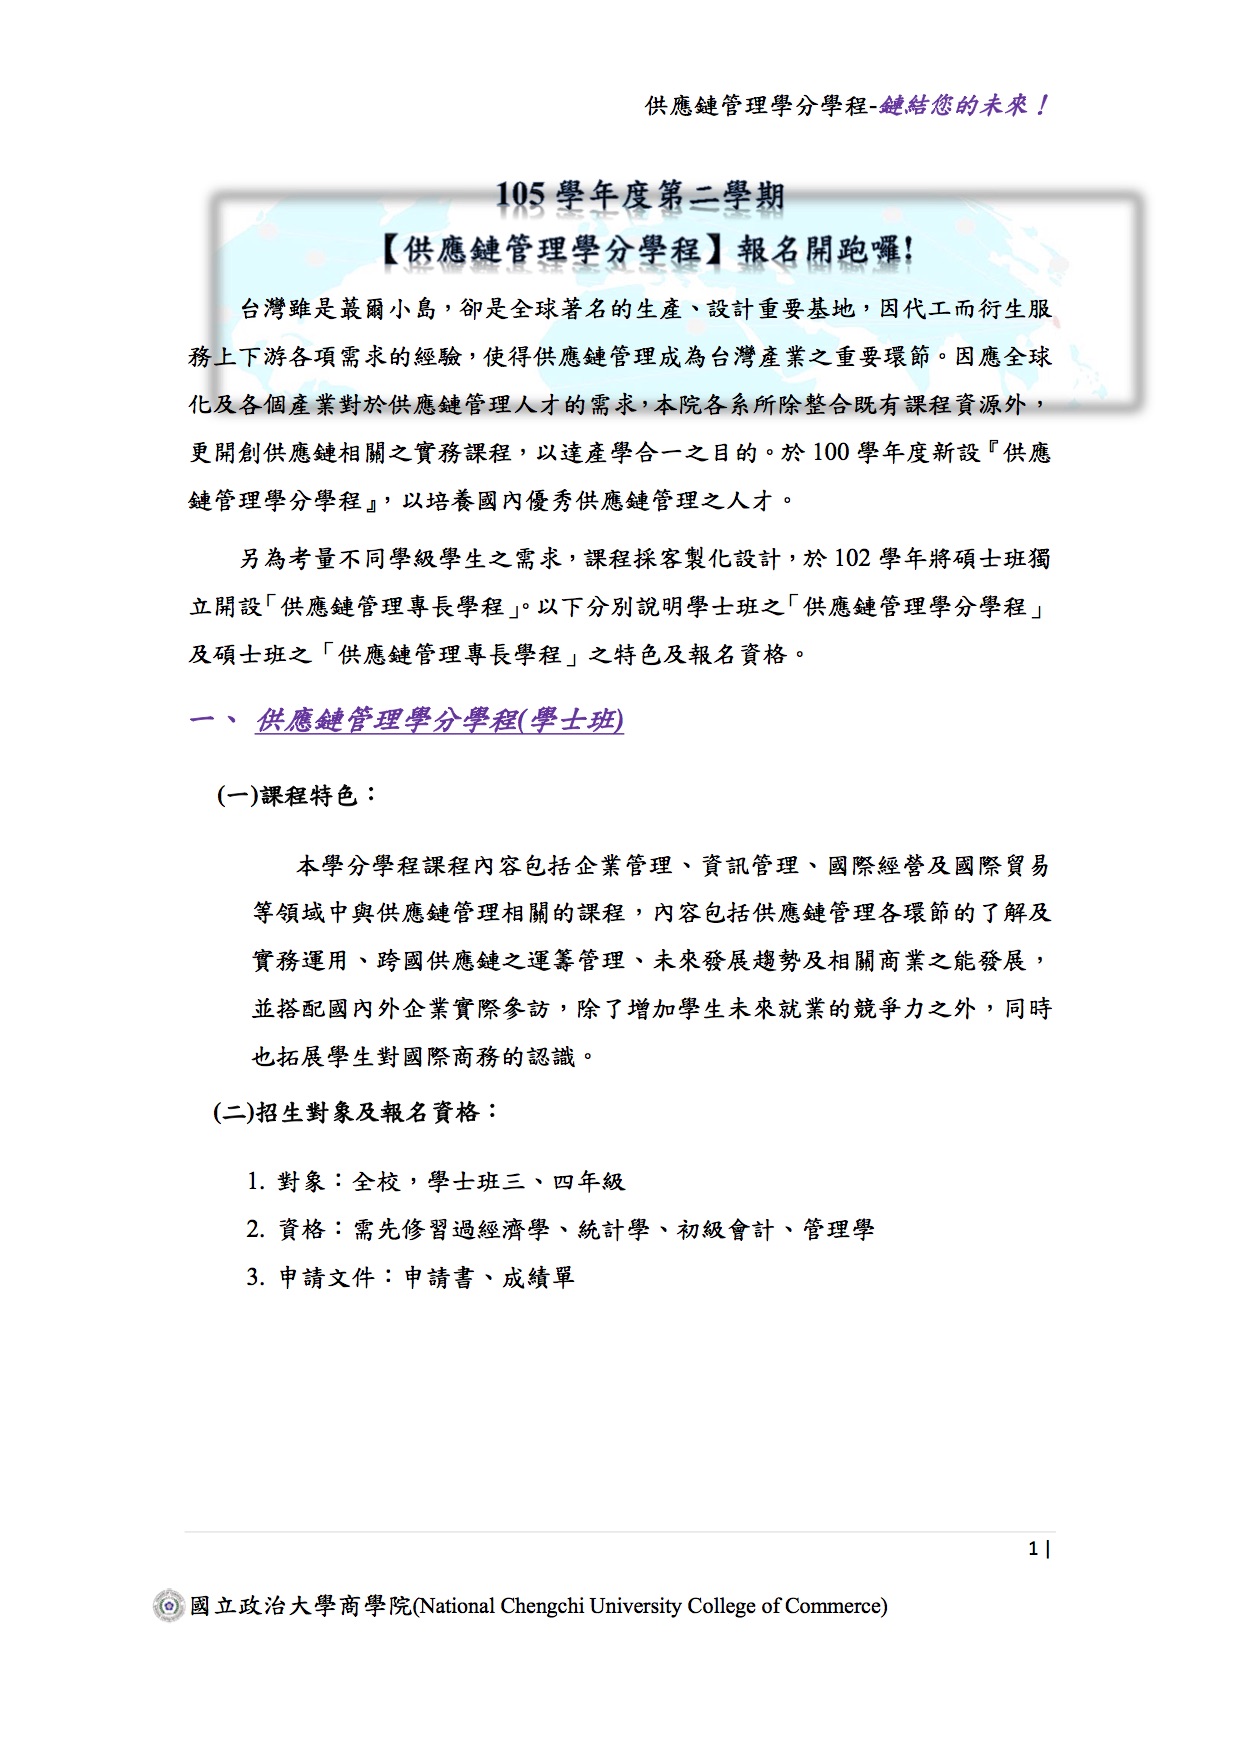 供應鏈管理學分學程-鏈結您的未來！
105 學年度第二學期
【供應鏈管理學分學程】報名開跑囉!
台灣雖是蕞爾小島，卻是全球著名的生產、設計重要基地，因代工而衍生服
務上下游各項需求的經驗，使得供應鏈管理成為台灣產業之重要環節。因應全球
化及各個產業對於供應鏈管理人才的需求，本院各系所除整合既有課程資源外，
更開創供應鏈相關之實務課程，以達產學合一之目的。於 100 學年度新設『供應
鏈管理學分學程』，以培養國內優秀供應鏈管理之人才。
另為考量不同學級學生之需求，課程採客製化設計，於 102 學年將碩士班獨
立開設「供應鏈管理專長學程」。以下分別說明學士班之「供應鏈管理學分學程」
及碩士班之「供應鏈管理專長學程」之特色及報名資格。
一、 供應鏈管理學分學程(學士班)
(一)課程特色：
本學分學程課程內容包括企業管理、資訊管理、國際經營及國際貿易
等領域中與供應鏈管理相關的課程，內容包括供應鏈管理各環節的了解及
實務運用、跨國供應鏈之運籌管理、未來發展趨勢及相關商業之能發展，
並搭配國內外企業實際參訪，除了增加學生未來就業的競爭力之外，同時
也拓展學生對國際商務的認識。
(二)招生對象及報名資格：
1. 對象：全校，學士班三、四年級
2. 資格：需先修習過經濟學、統計學、初級會計、管理學
3. 申請文件：申請書、成績單
1 |
國立政治大學商學院(National Chengchi University College of Commerce)